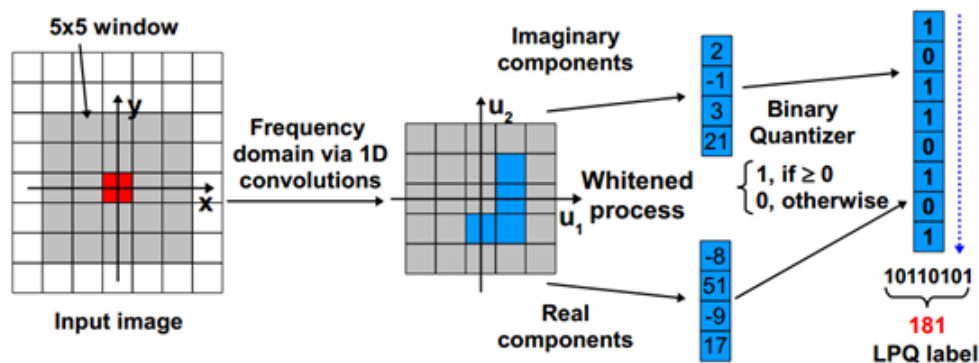 5x5 window
y
x
Input image
Frequency
domain via 1D
convolutions
u2
u1
Imaginary
components
Whitened
process
Real
components
2
-1
3
21
-8
51
-9
17
Binary
Quantizer
1, if ≥ 0
0, otherwise
1
0
1
1
0
1
0
1
10110101
181
LPQ label